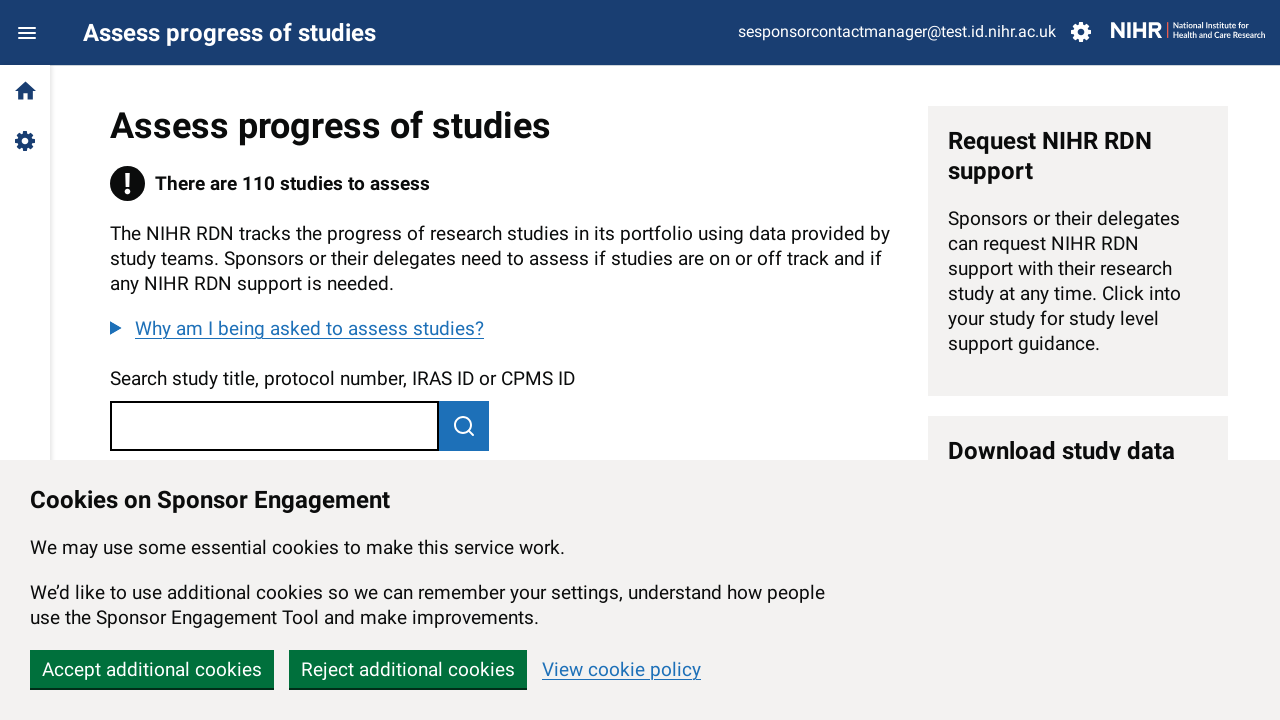 Assess progress of studies
sesponsorcontactmanager@test.id.nihr.ac.uk
NIHR | National Institute for
Health and Care Research
Assess progress of studies
There are 110 studies to assess
The NIHR RDN tracks the progress of research studies in its portfolio using data provided by
study teams. Sponsors or their delegates need to assess if studies are on or off track and if
any NIHR RDN support is needed.
Why am I being asked to assess studies?
Search study title, protocol number, IRAS ID or CPMS ID
Request NIHR RDN
support
Sponsors or their delegates
can request NIHR RDN
support with their research
study at any time. Click into
your study for study level
support guidance.
Download study data
Cookies on Sponsor Engagement
We may use some essential cookies to make this service work.
We’d like to use additional cookies so we can remember your settings, understand how people
use the Sponsor Engagement Tool and make improvements.
Accept additional cookies
Reject additional cookies
View cookie policy